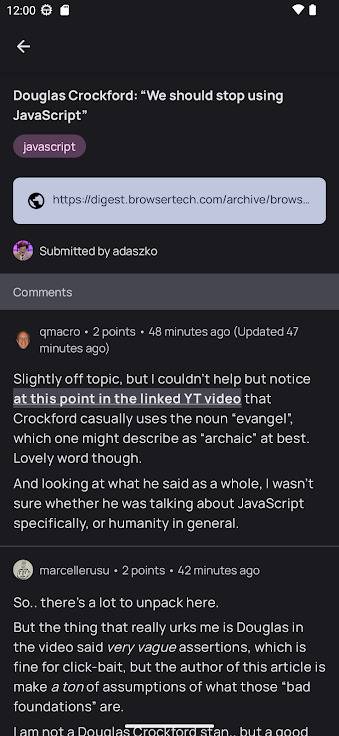 12:00
Douglas Crockford: “We should stop using
JavaScript”
javascript
https://digest.browsertech.com/archive/brows...
Submitted by adaszko
Comments
qmacro • 2 points • 48 minutes ago (Updated 47
minutes ago)
Slightly off topic, but I couldn’t help but notice
at this point in the linked YT video that
Crockford casually uses the noun “evangel”,
which one might describe as “archaic” at best.
Lovely word though.
And looking at what he said as a whole, I wasn’t
sure whether he was talking about JavaScript
specifically, or humanity in general.
marcellerusu • 2 points • 42 minutes ago
So.. there’s a lot to unpack here.
But the thing that really urks me is Douglas in
the video said very vague assertions, which is
fine for click-bait, but the author of this article is
make a ton of assumptions of what those “bad
foundations” are.
I am not a Douglas Crockford stan.. but a good